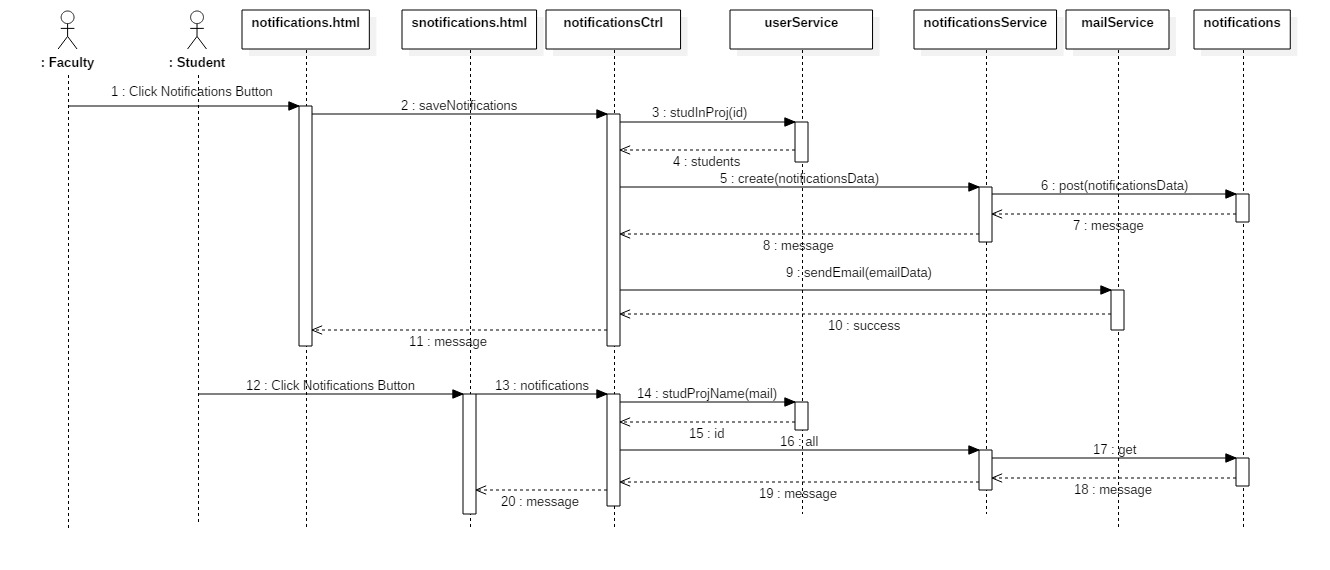 notifications.html
snotifications.html
notificationsCtrl
userService
notificationsService
mailService
notifications
: Faculty
: Student
1 : Click Notifications Button
2 : saveNotifications
3 : studInProj(id)
4 : students
5 : create(notificationsData)
6 : post(notificationsData)
7 : message
8 : message
9 : sendEmail(emailData)
10 : success
11 : message
12 : Click Notifications Button
13 : notifications
14 : studProjName(mail)
15 : id
16 : all
17 : get
18 : message
19 : message
20 : message